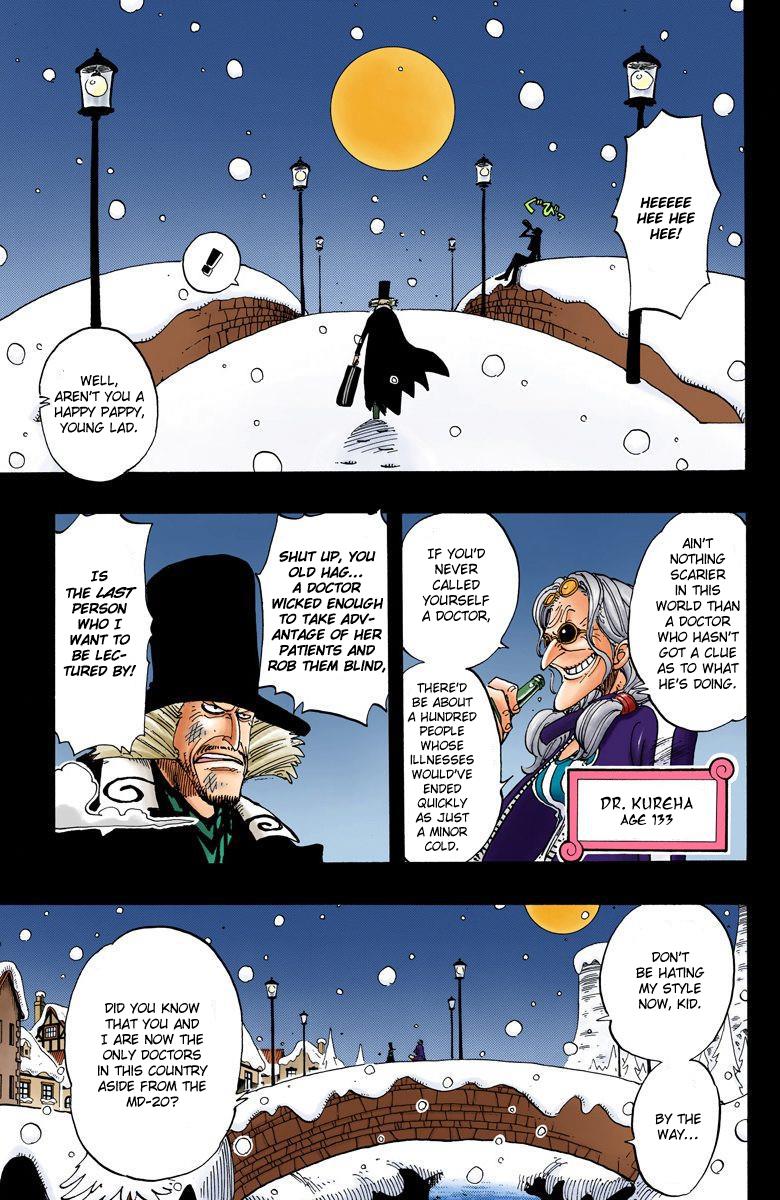 HEEEEE
HEE HEE
HEE!
ぐびっ
!
WELL,
AREN'T YOU A
HAPPY PAPPY,
YOUNG LAD.
AIN'T
NOTHING
SCARIER
IN THIS
WORLD THAN
A DOCTOR
WHO HASN'T
GOT A CLUE
AS TO WHAT
HE'S DOING.
IF YOU'D
NEVER
CALLED
YOURSELF
A DOCTOR,
THERE'D
BE ABOUT
A HUNDRED
PEOPLE
WHOSE
ILLNESSES
WOULD'VE
ENDED
QUICKLY
AS JUST
A MINOR
COLD.
DR. KUREHA
AGE 133
SHUT UP, YOU
OLD HAG...
A DOCTOR
WICKED ENOUGH
TO TAKE ADV-
ANTAGE OF HER
PATIENTS AND
ROB THEM BLIND,
IS
THE LAST
PERSON
WHO I
WANT TO
BE LEC-
TURED BY!
DON'T
BE HATING
MY STYLE
NOW, KID.
BY THE
WAY...
DID YOU KNOW
THAT YOU AND
I ARE NOW THE
ONLY DOCTORS
IN THIS COUNTRY
ASIDE FROM THE
MD-20?